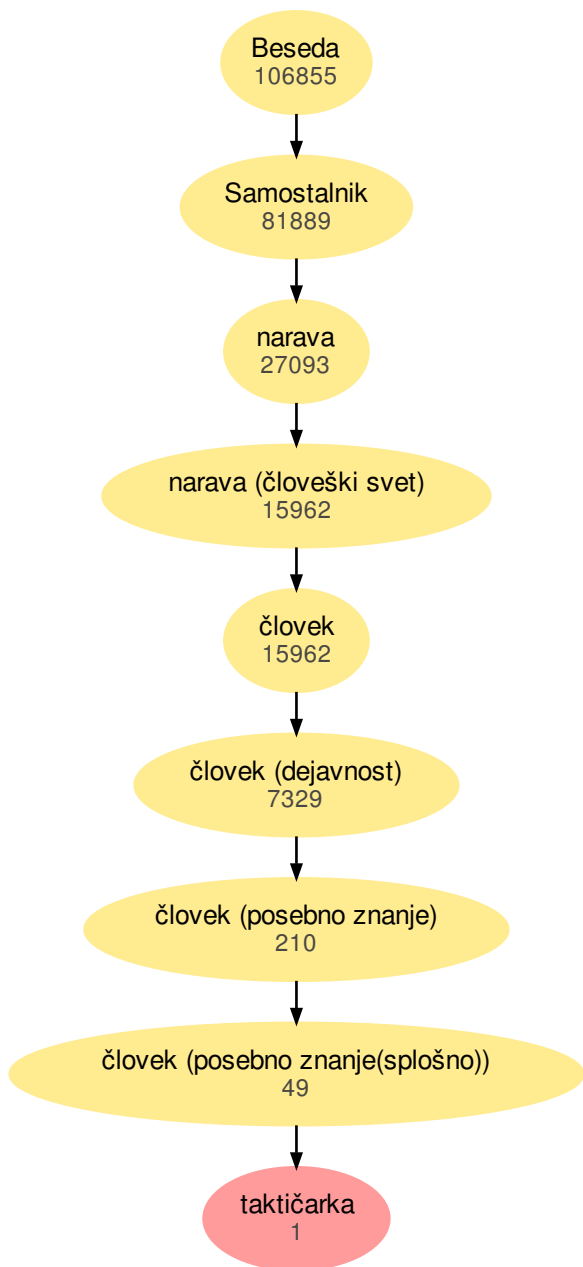 Beseda
106855
Samostalnik
81889
narava
27093
narava (človeški svet)
15962
človek
15962
človek (dejavnost)
7329
človek (posebno znanje)
210
človek (posebno znanje(splošno))
49
taktičarka
1